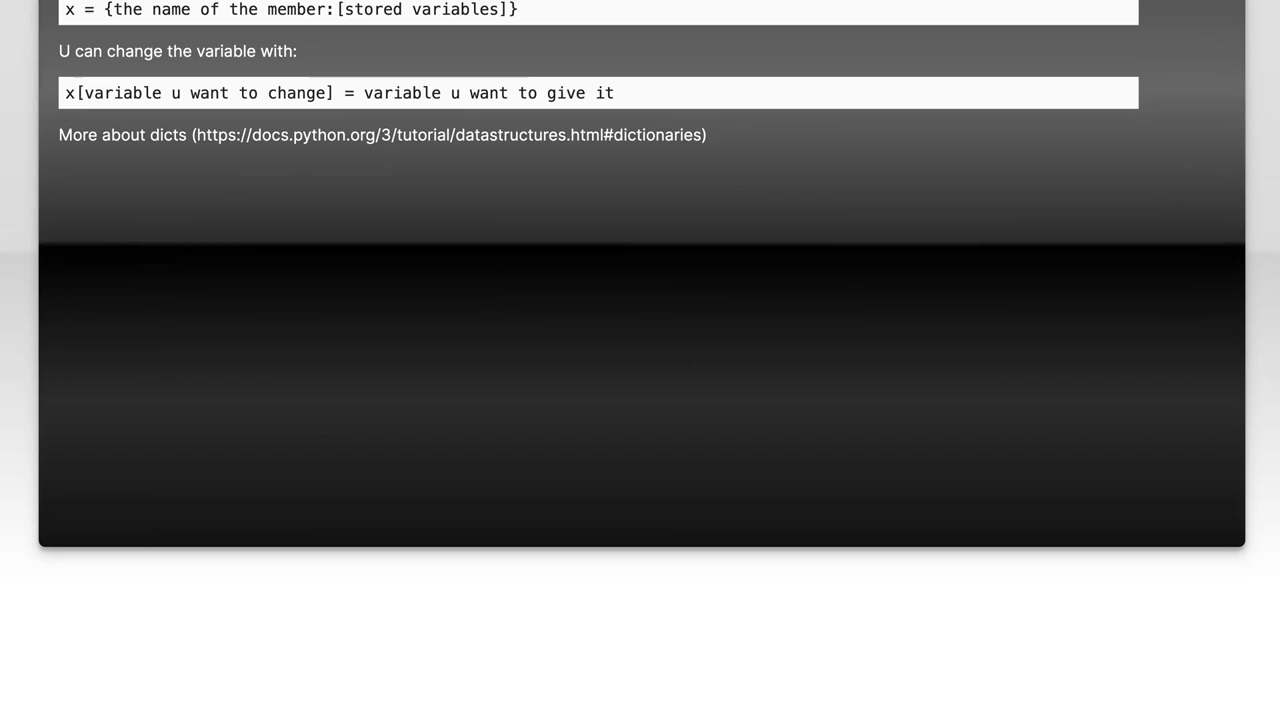 x = {the name of the member:[stored variables]}
U can change the variable with:
x[variable u want to change] = variable u want to give it
More about dicts (https://docs.python.org/3/tutorial/datastructures.html#dictionaries)